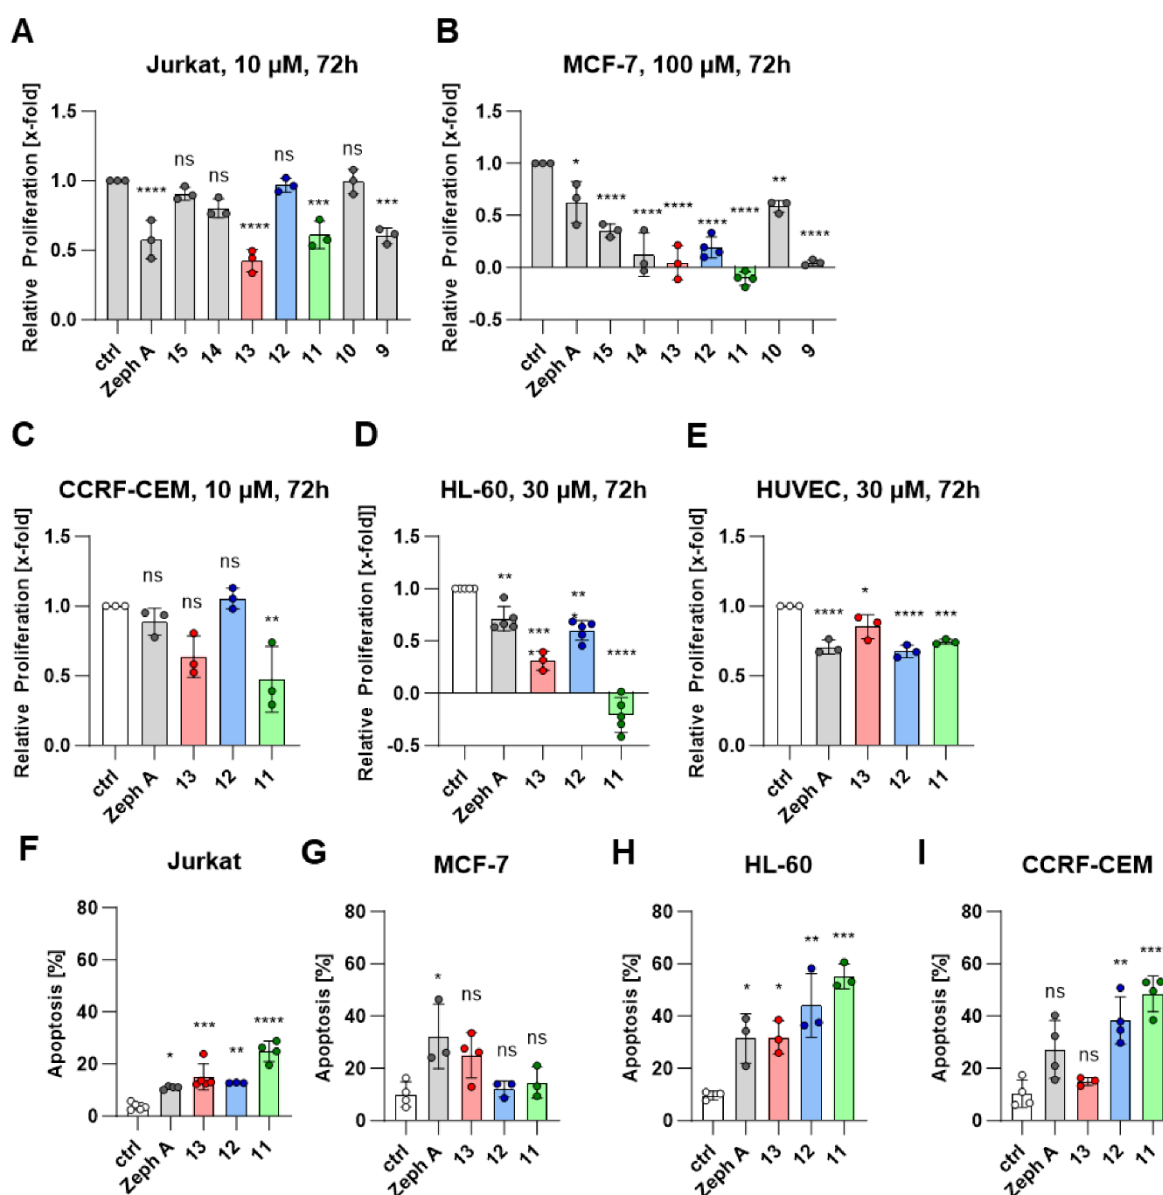 A
Jurkat, 10 µM, 72h
Relative Proliferation [x-fold]
1.5
1.0
0.5
0.0
**** ns ns **** ns *** ns ***
ctrl Zeph A 15 14 13 12 11 10 9
B
MCF-7, 100 µM, 72h
Relative Proliferation [x-fold]
1.5
1.0
0.5
0.0
-0.5
* **** **** **** **** **** ** ****
ctrl Zeph A 15 14 13 12 11 10 9
C
CCRF-CEM, 10 µM, 72h
Relative Proliferation [x-fold]
1.5
1.0
0.5
0.0
ns ns ns **
ctrl Zeph A 13 12 11
D
HL-60, 30 µM, 72h
Relative Proliferation [x-fold]]
1.5
1.0
0.5
0.0
-0.5
** *** ** ****
* *
ctrl Zeph A 13 12 11
E
HUVEC, 30 µM, 72h
Relative Proliferation [x-fold]
1.5
1.0
0.5
0.0
**** * **** ***
ctrl Zeph A 13 12 11
F
Jurkat
Apoptosis [%]
80
60
40
20
0
* *** ** ****
ctrl Zeph A 13 12 11
G
MCF-7
Apoptosis [%]
80
60
40
20
0
* ns ns ns
ctrl Zeph A 13 12 11
H
HL-60
Apoptosis [%]
80
60
40
20
0
* * ** ***
ctrl Zeph A 13 12 11
I
CCRF-CEM
Apoptosis [%]
80
60
40
20
0
ns ns ** ***
ctrl Zeph A 13 12 11